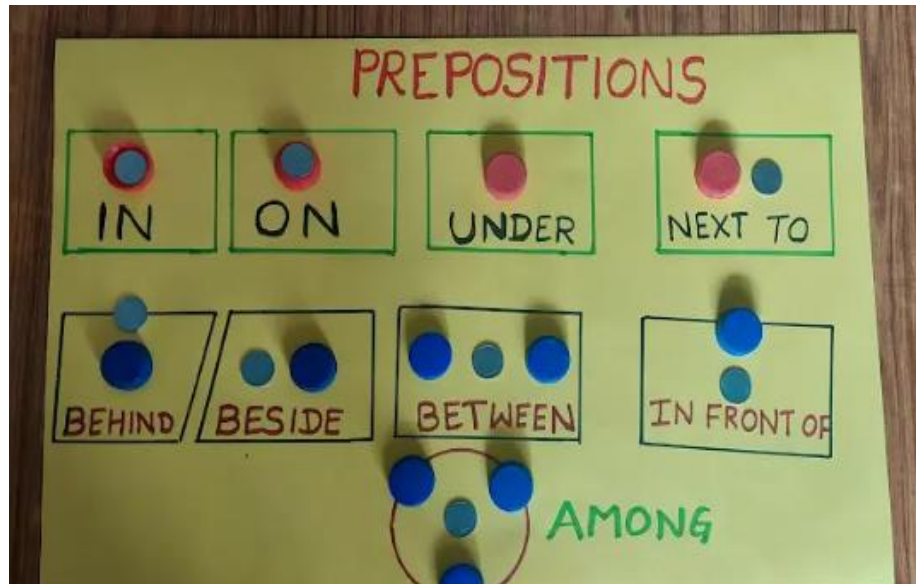 PREPOSITIONS
IN
ON
UNDER
NEXT TO
BEHIND
BESIDE
BETWEEN
IN FRONT OF
AMONG